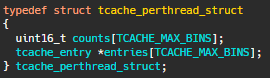 typedef struct tcache_perthread_struct
{
  uint16_t counts[TCACHE_MAX_BINS];
  tcache_entry *entries[TCACHE_MAX_BINS];
} tcache_perthread_struct;